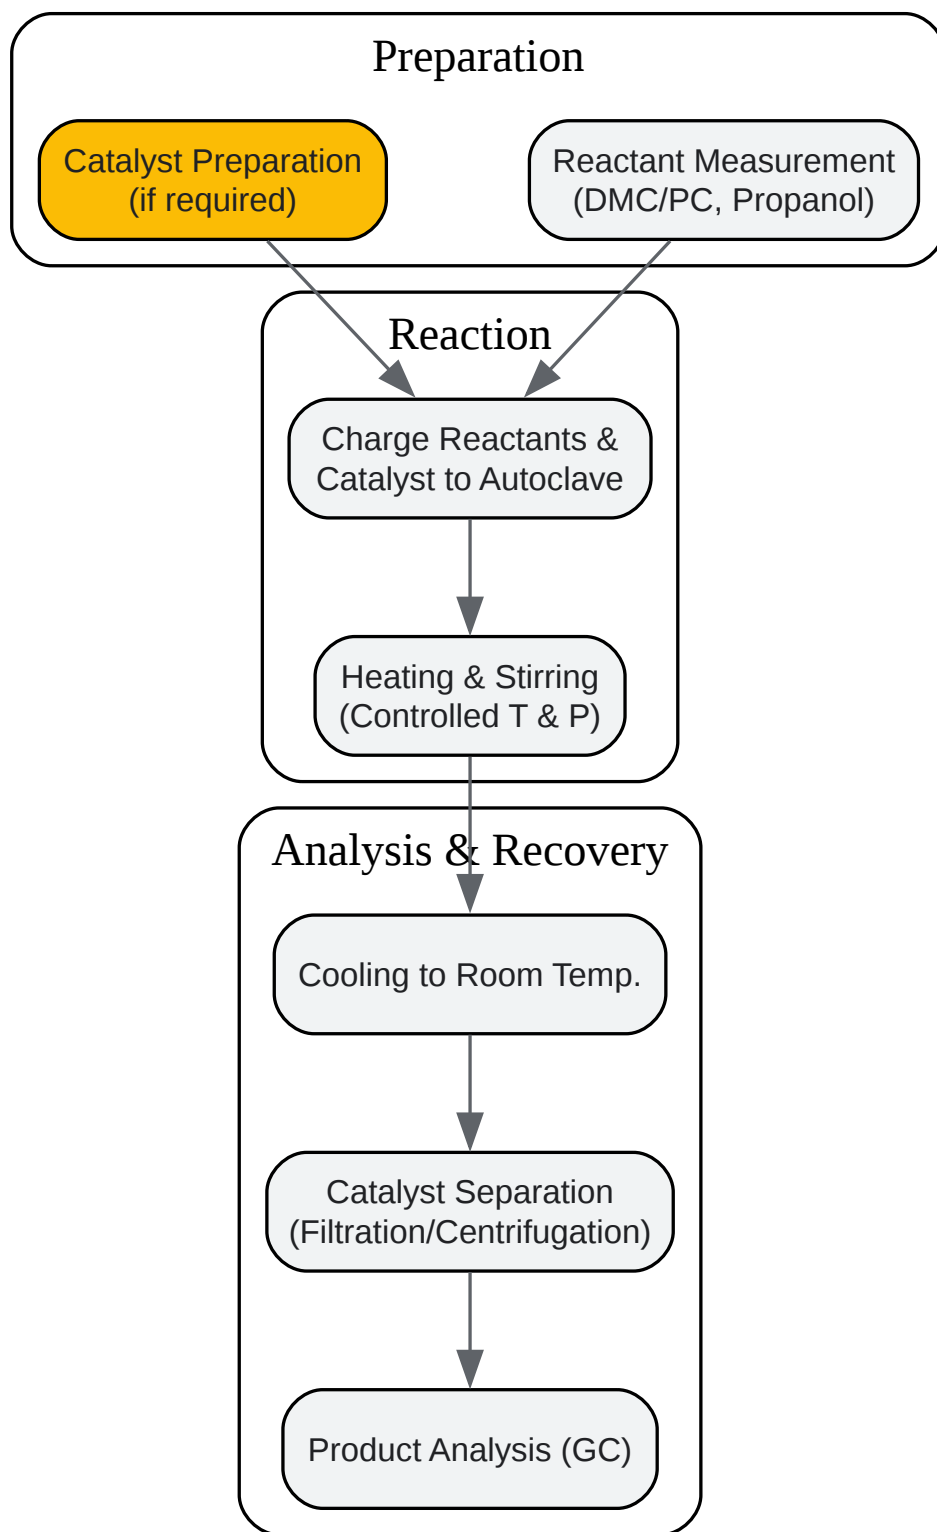 Preparation
Catalyst Preparation
(if required)
Reactant Measurement
(DMC/PC, Propanol)
Reaction
Charge Reactants &
Catalyst to Autoclave
Heating & Stirring
(Controlled T & P)
Analysis & Recovery
Cooling to Room Temp.
Catalyst Separation
(Filtration/Centrifugation)
Product Analysis (GC)